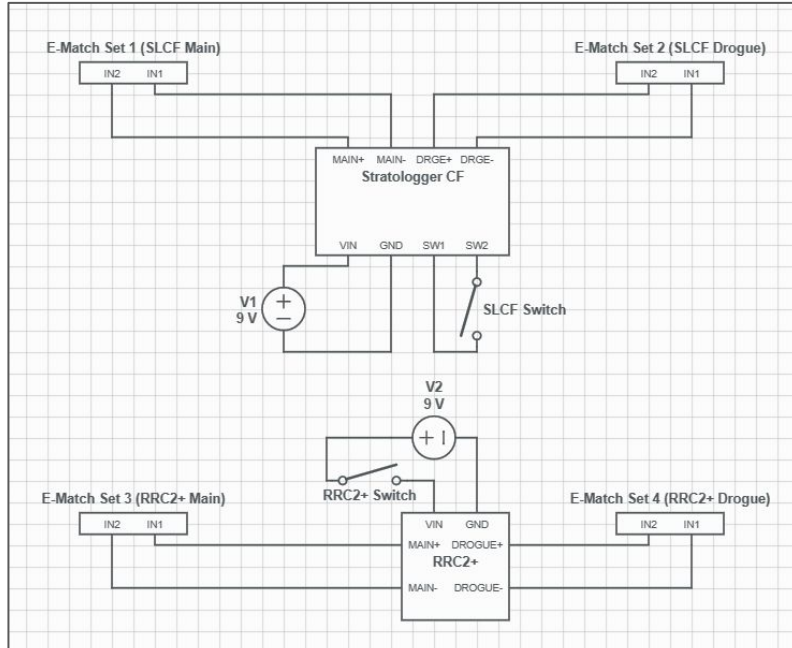 E-Match Set 1 (SLCF Main)
IN2 IN1
E-Match Set 2 (SLCF Drogue)
IN2 IN1
MAIN+ MAIN- DRGE+ DRGE-
Stratologger CF
VIN GND SW1 SW2
V1
9 V
SLCF Switch
V2
9 V
RRC2+ Switch
E-Match Set 3 (RRC2+ Main)
IN2 IN1
E-Match Set 4 (RRC2+ Drogue)
IN2 IN1
VIN GND
MAIN+ DROGUE+
RRC2+
MAIN- DROGUE-